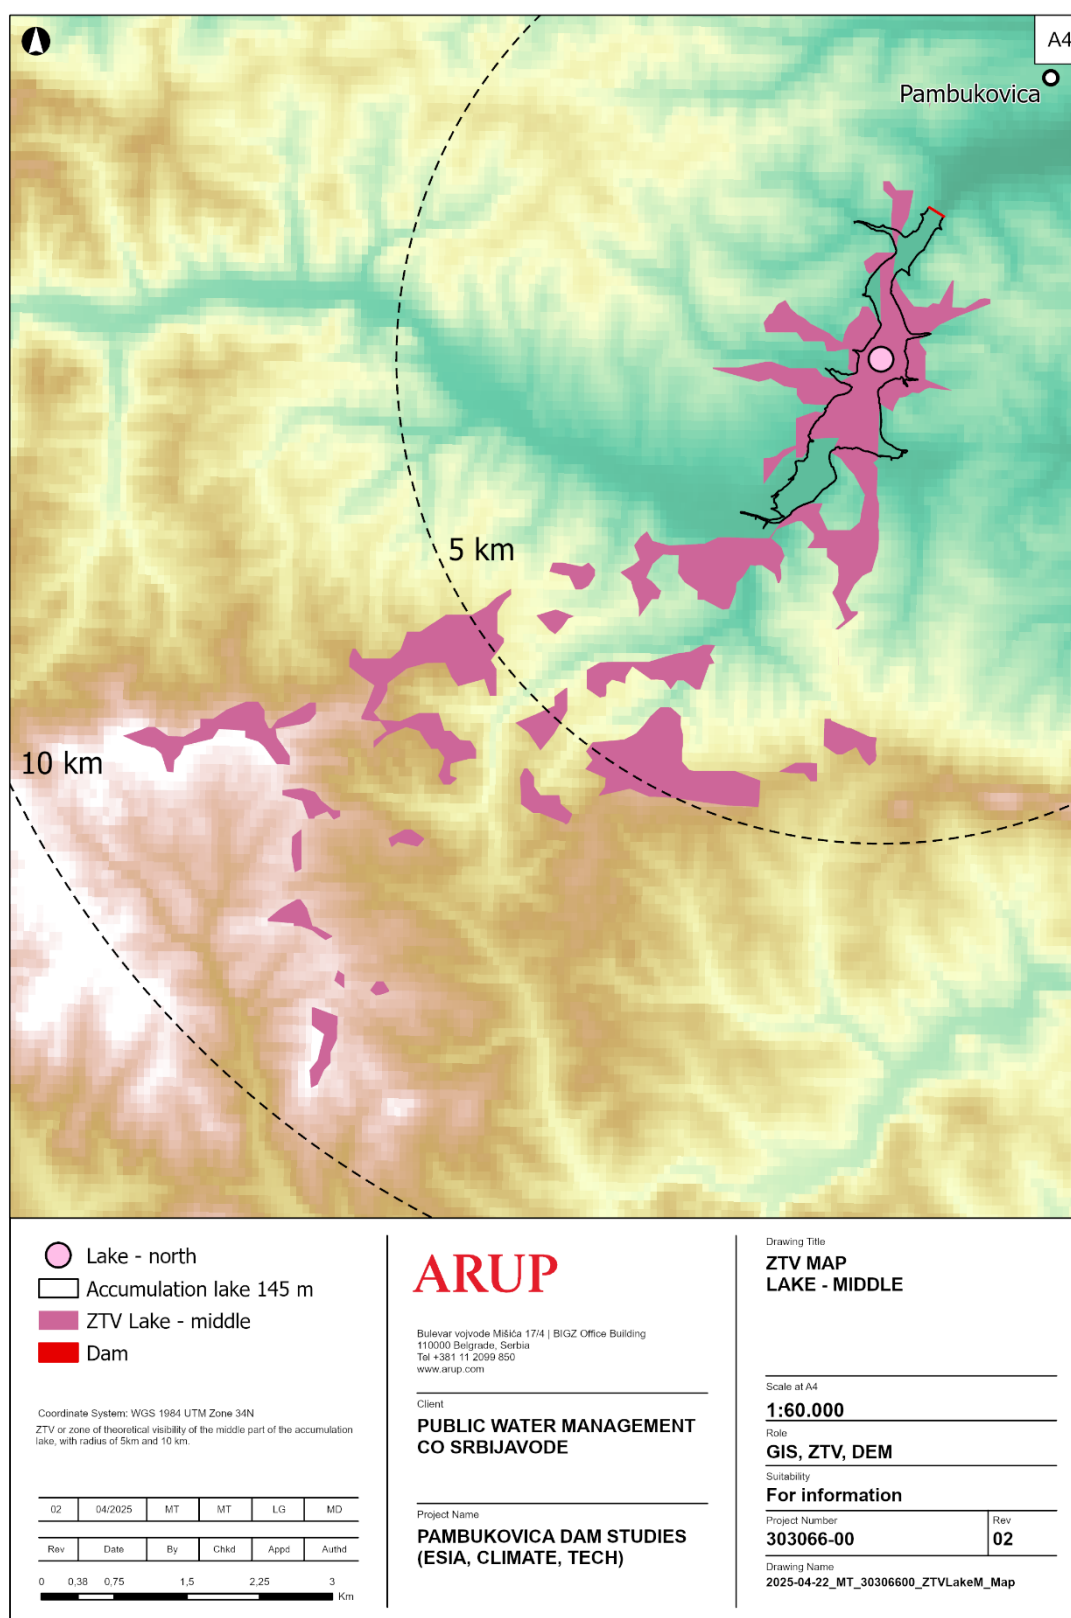 A4
Pambukovica
5 km
10 km
Lake - north
Accumulation lake 145 m
ZTV Lake - middle
Dam
Coordinate System: WGS 1984 UTM Zone 34N
ZTV or zone of theoretical visibility of the middle part of the accumulation
lake, with radius of 5km and 10 km.
02 04/2025 MT MT LG MD
Rev Date By Chkd Appd Authd
0 0,38 0,75 1,5 2,25 3
Km
ARUP
Bulevar vojvode Mišića 17/4 | BIGZ Office Building
110000 Belgrade, Serbia
Tel +381 11 2099 850
www.arup.com
Client
PUBLIC WATER MANAGEMENT
CO SRBIJAVODE
Project Name
PAMBUKOVICA DAM STUDIES
(ESIA, CLIMATE, TECH)
Drawing Title
ZTV MAP
LAKE - MIDDLE
Scale at A4
1:60.000
Role
GIS, ZTV, DEM
Suitability
For information
Project Number
303066-00
Rev
02
Drawing Name
2025-04-22_MT_30306600_ZTVLakeM_Map